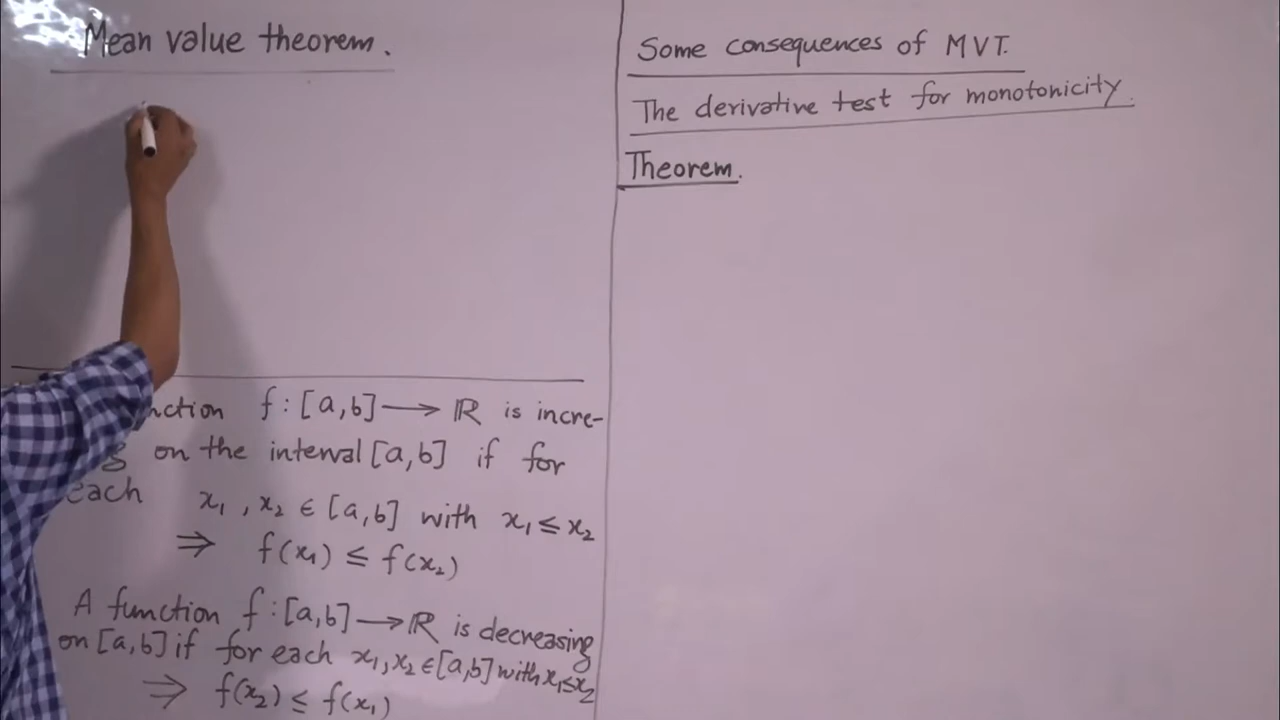 Mean value theorem.
f : [a,b] ⟶ ℝ is incre-
on the interval [a,b] if for
each x₁, x₂ ∈ [a,b] with x₁ ≤ x₂
⇒ f(x₁) ≤ f(x₂)
A function f : [a,b] ⟶ ℝ is decreasing
on [a,b] if for each x₁, x₂ ∈ [a,b] with x₁ ≤ x₂
⇒ f(x₂) ≤ f(x₁)
Some consequences of MVT.
The derivative test for monotonicity.
Theorem.